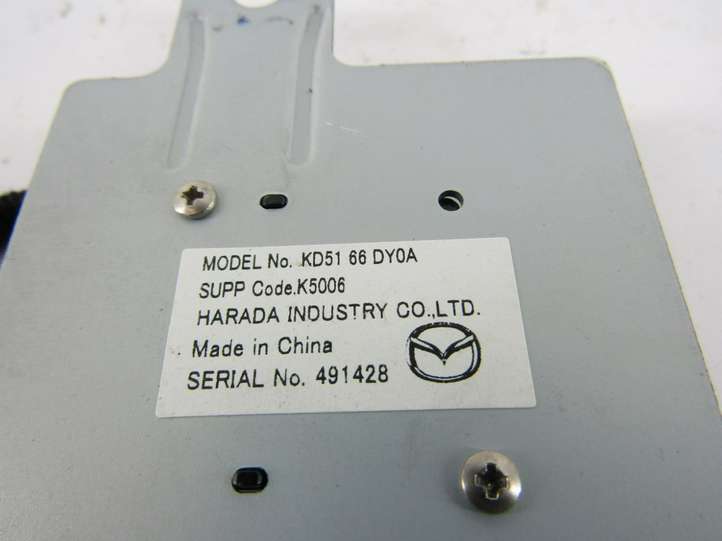 MODEL No. KD51 66 DY0A
SUPP Code.K5006
HARADA INDUSTRY CO.,LTD.
Made in China
SERIAL No. 491428